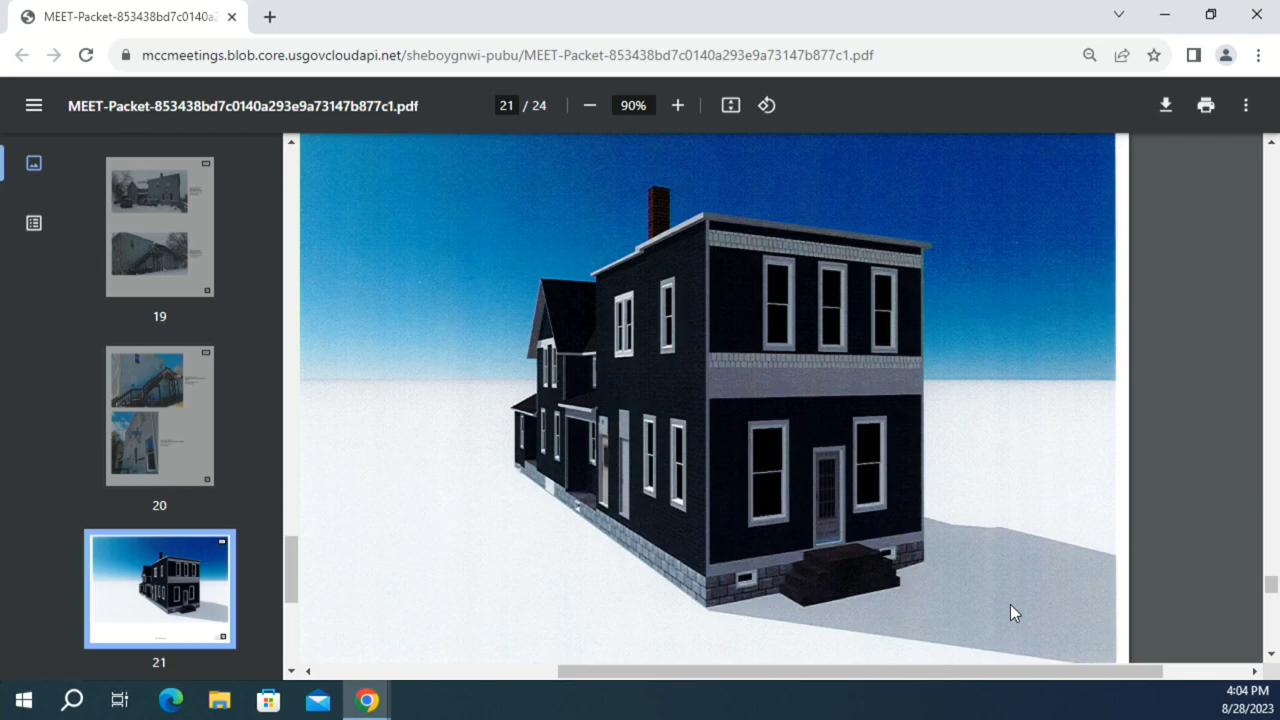 MEET-Packet-853438bd7c0140a2
mccmeetings.blob.core.usgovcloudapi.net/sheboygnwi-pubu/MEET-Packet-853438bd7c0140a293e9a73147b877c1.pdf
MEET-Packet-853438bd7c0140a293e9a73147b877c1.pdf
21 / 24
90%
19
20
21
4:04 PM
8/28/2023